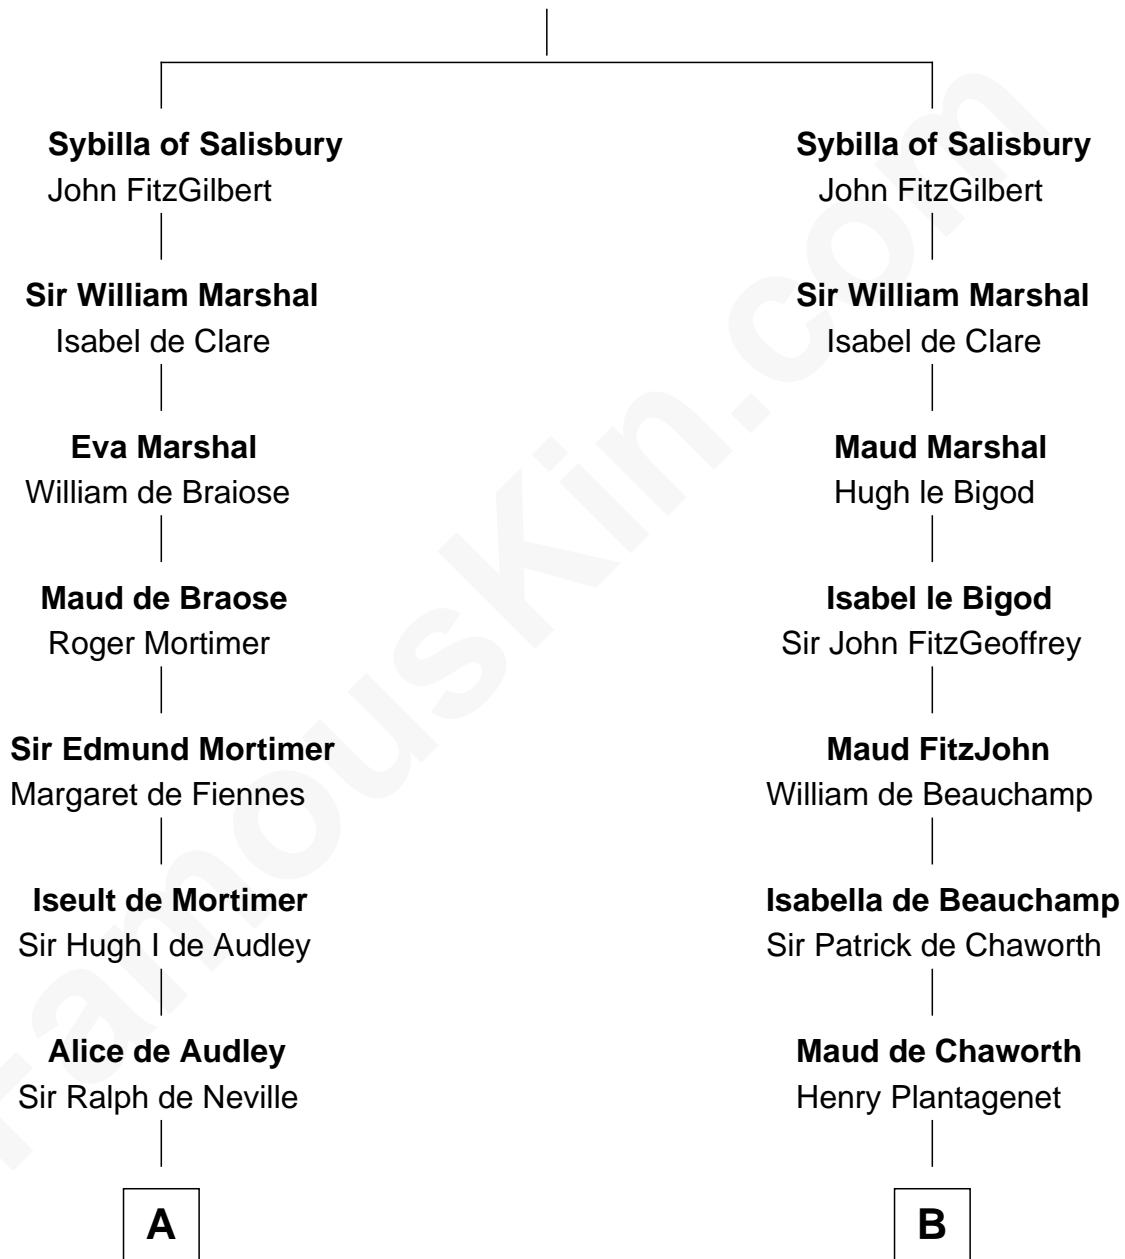 Sybilla of Salisbury
John FitzGilbert
Sir William Marshal
Isabel de Clare
Eva Marshal
William de Braiose
Maud de Braose
Roger Mortimer
Sir Edmund Mortimer
Margaret de Fiennes
Iseult de Mortimer
Sir Hugh I de Audley
Alice de Audley
Sir Ralph de Neville
A
Sybilla of Salisbury
John FitzGilbert
Sir William Marshal
Isabel de Clare
Maud Marshal
Hugh le Bigod
Isabel le Bigod
Sir John FitzGeoffrey
Maud FitzJohn
William de Beauchamp
Isabella de Beauchamp
Sir Patrick de Chaworth
Maud de Chaworth
Henry Plantagenet
B
FamousKin.com